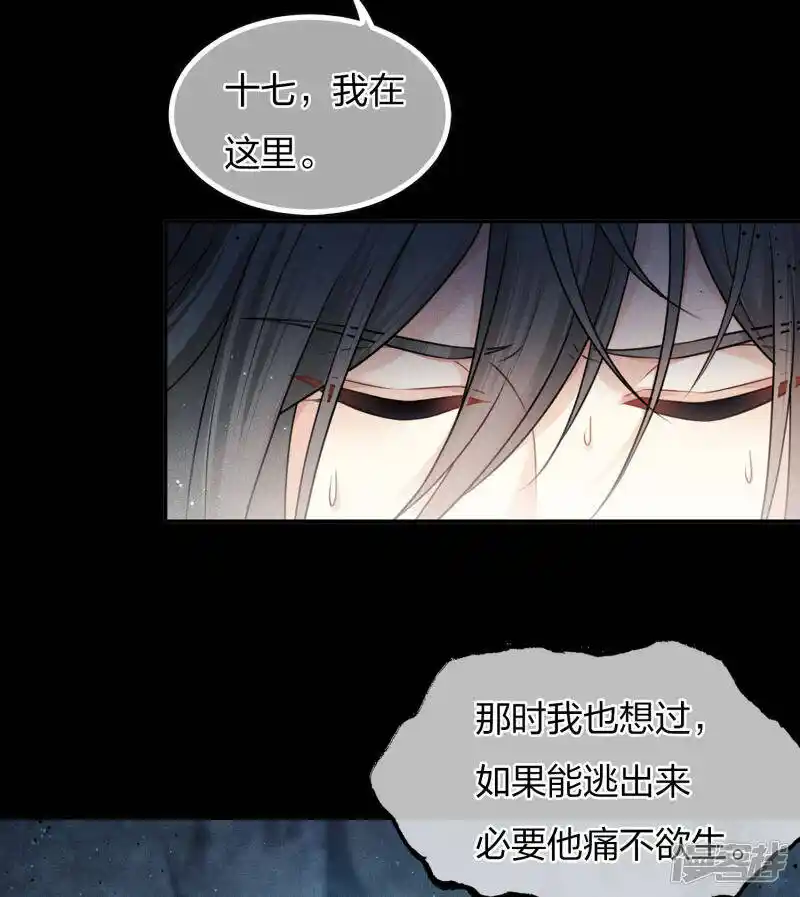 十七，我在
这里。
那时我也想过，
如果能逃出来
必要他痛不欲生。